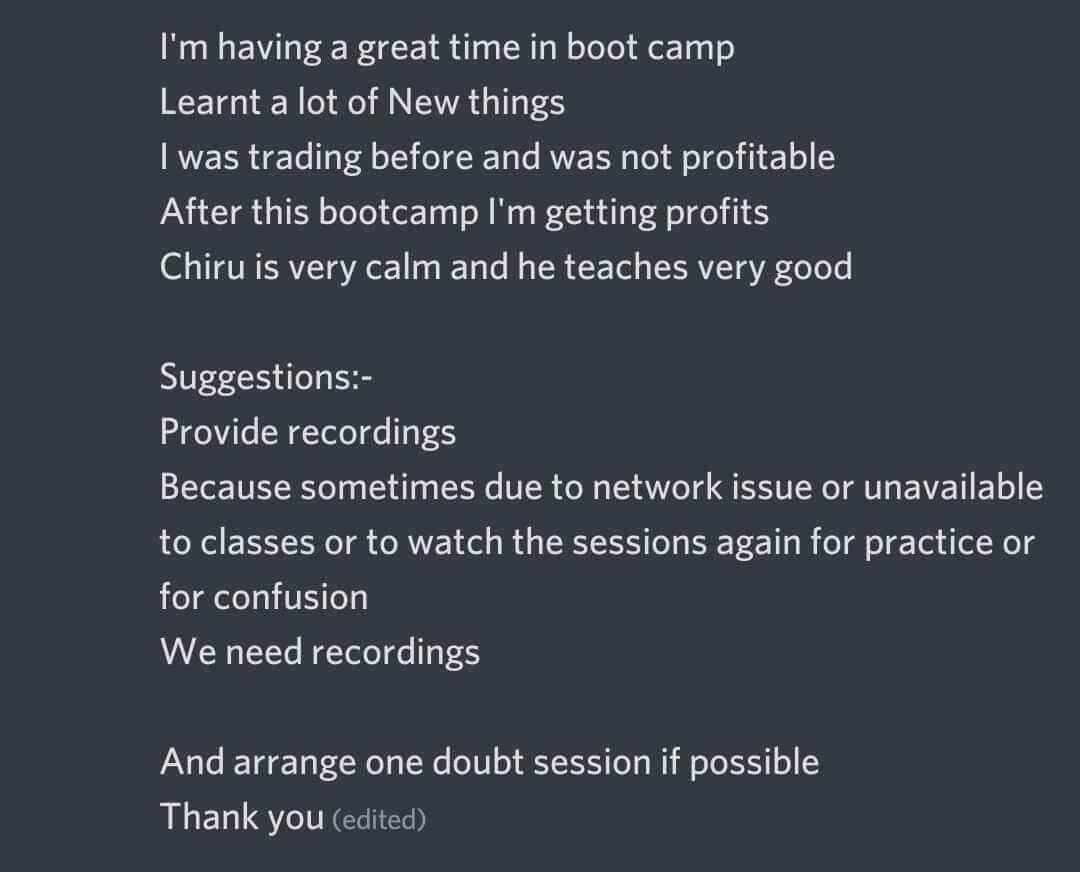 I'm having a great time in boot camp
Learnt a lot of New things
I was trading before and was not profitable
After this bootcamp I'm getting profits
Chiru is very calm and he teaches very good
Suggestions:-
Provide recordings
Because sometimes due to network issue or unavailable
to classes or to watch the sessions again for practice or
for confusion
We need recordings
And arrange one doubt session if possible
Thank you (edited)